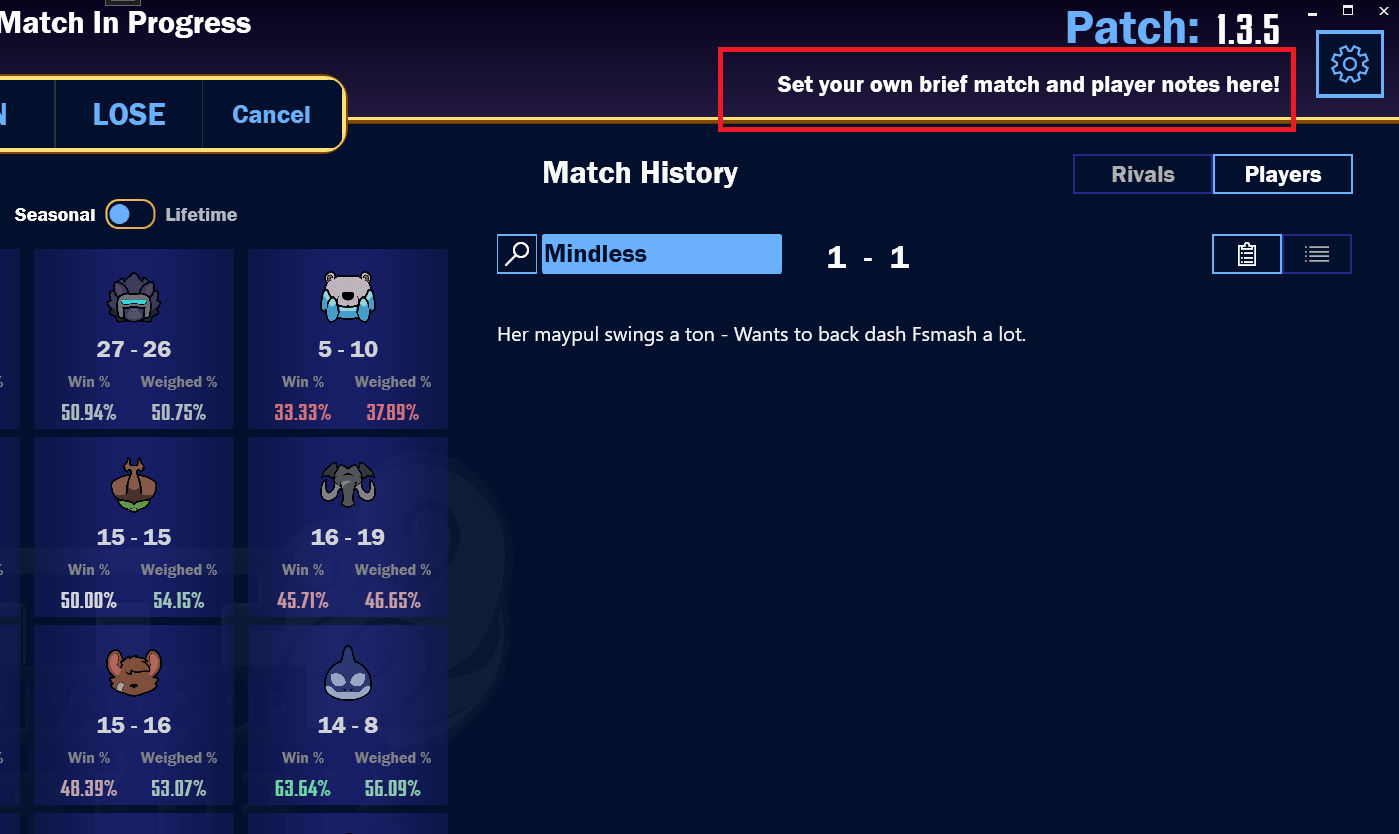 Match In Progress
Patch: 1.3.5
Set your own brief match and player notes here!
LOSE
Cancel
Match History
Rivals
Players
Seasonal
Lifetime
Mindless
1 - 1
Her maypul swings a ton - Wants to back dash Fsmash a lot.
27 - 26
5 - 10
Win % Weighed %
Win % Weighed %
50.94% 50.75%
33.33% 37.89%
15 - 15
16 - 19
Win % Weighed %
Win % Weighed %
50.00% 54.15%
45.71% 46.65%
15 - 16
14 - 8
Win % Weighed %
Win % Weighed %
48.39% 53.07%
63.64% 56.09%